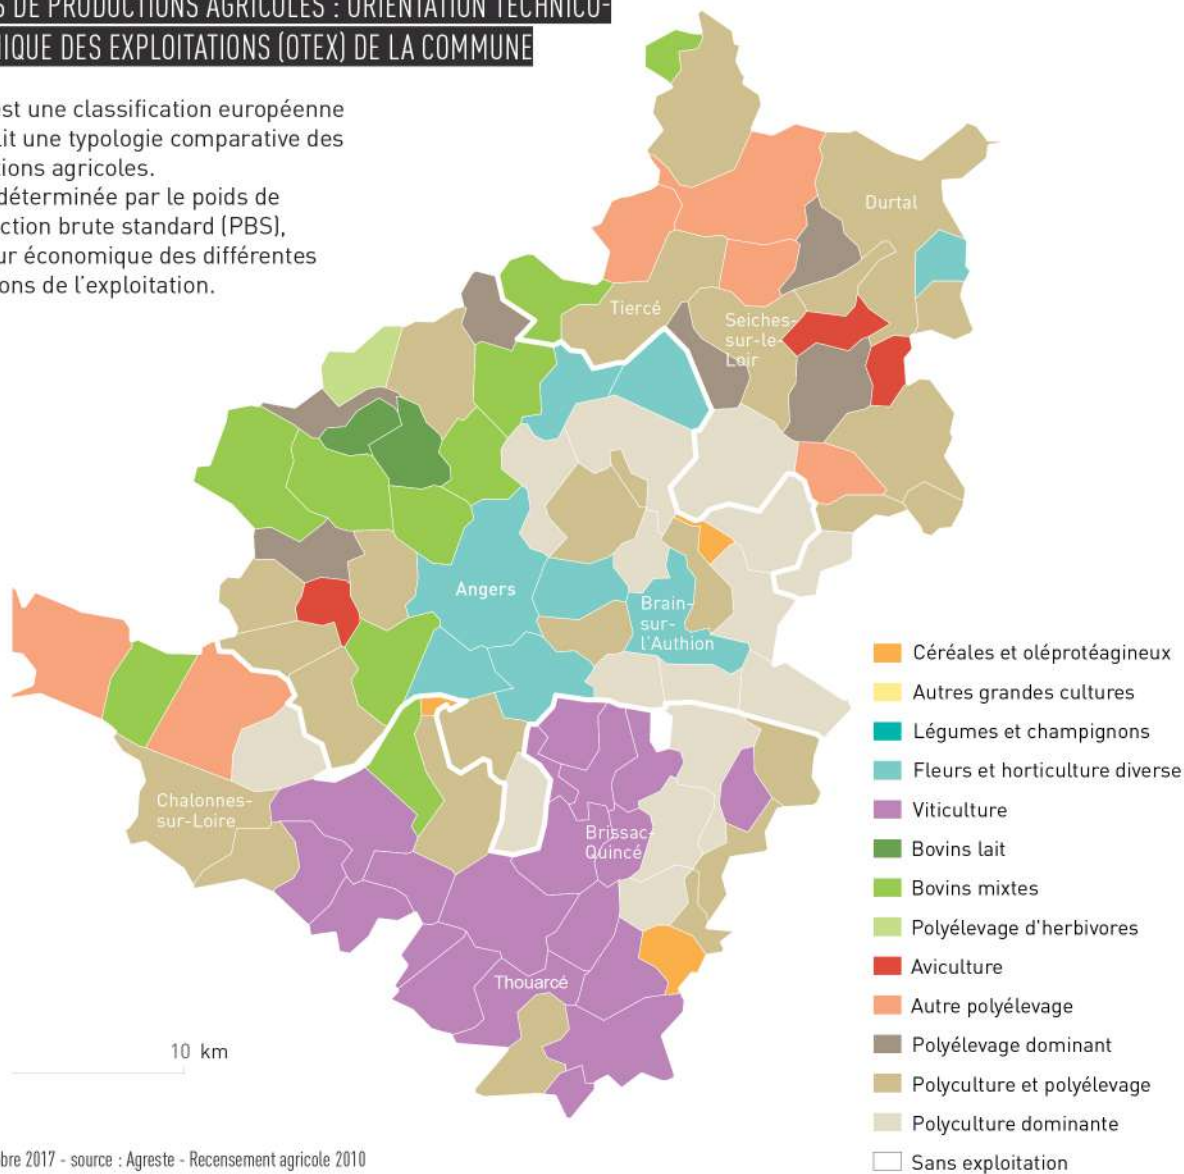 S DE PRODUCTIONS AGRICOLES : ORIENTATION TECHNICO-
IQUE DES EXPLOITATIONS (OTEX) DE LA COMMUNE
st une classification européenne
lit une typologie comparative des
tions agricoles.
déterminée par le poids de
ction brute standard (PBS),
ur économique des différentes
ons de l'exploitation.
Durtal
Tiercé
Seiches-
sur-le-
Loir
Angers
Brain-
sur-
l'Authion
Chalonnes-
sur-Loire
Brissac-
Quincé
Thouarcé
Céréales et oléprotéagineux
Autres grandes cultures
Légumes et champignons
Fleurs et horticulture diverse
Viticulture
Bovins lait
Bovins mixtes
Polyélevage d'herbivores
Aviculture
Autre polyélevage
Polyélevage dominant
Polyculture et polyélevage
Polyculture dominante
Sans exploitation
10 km
bre 2017 - source : Agreste - Recensement agricole 2010